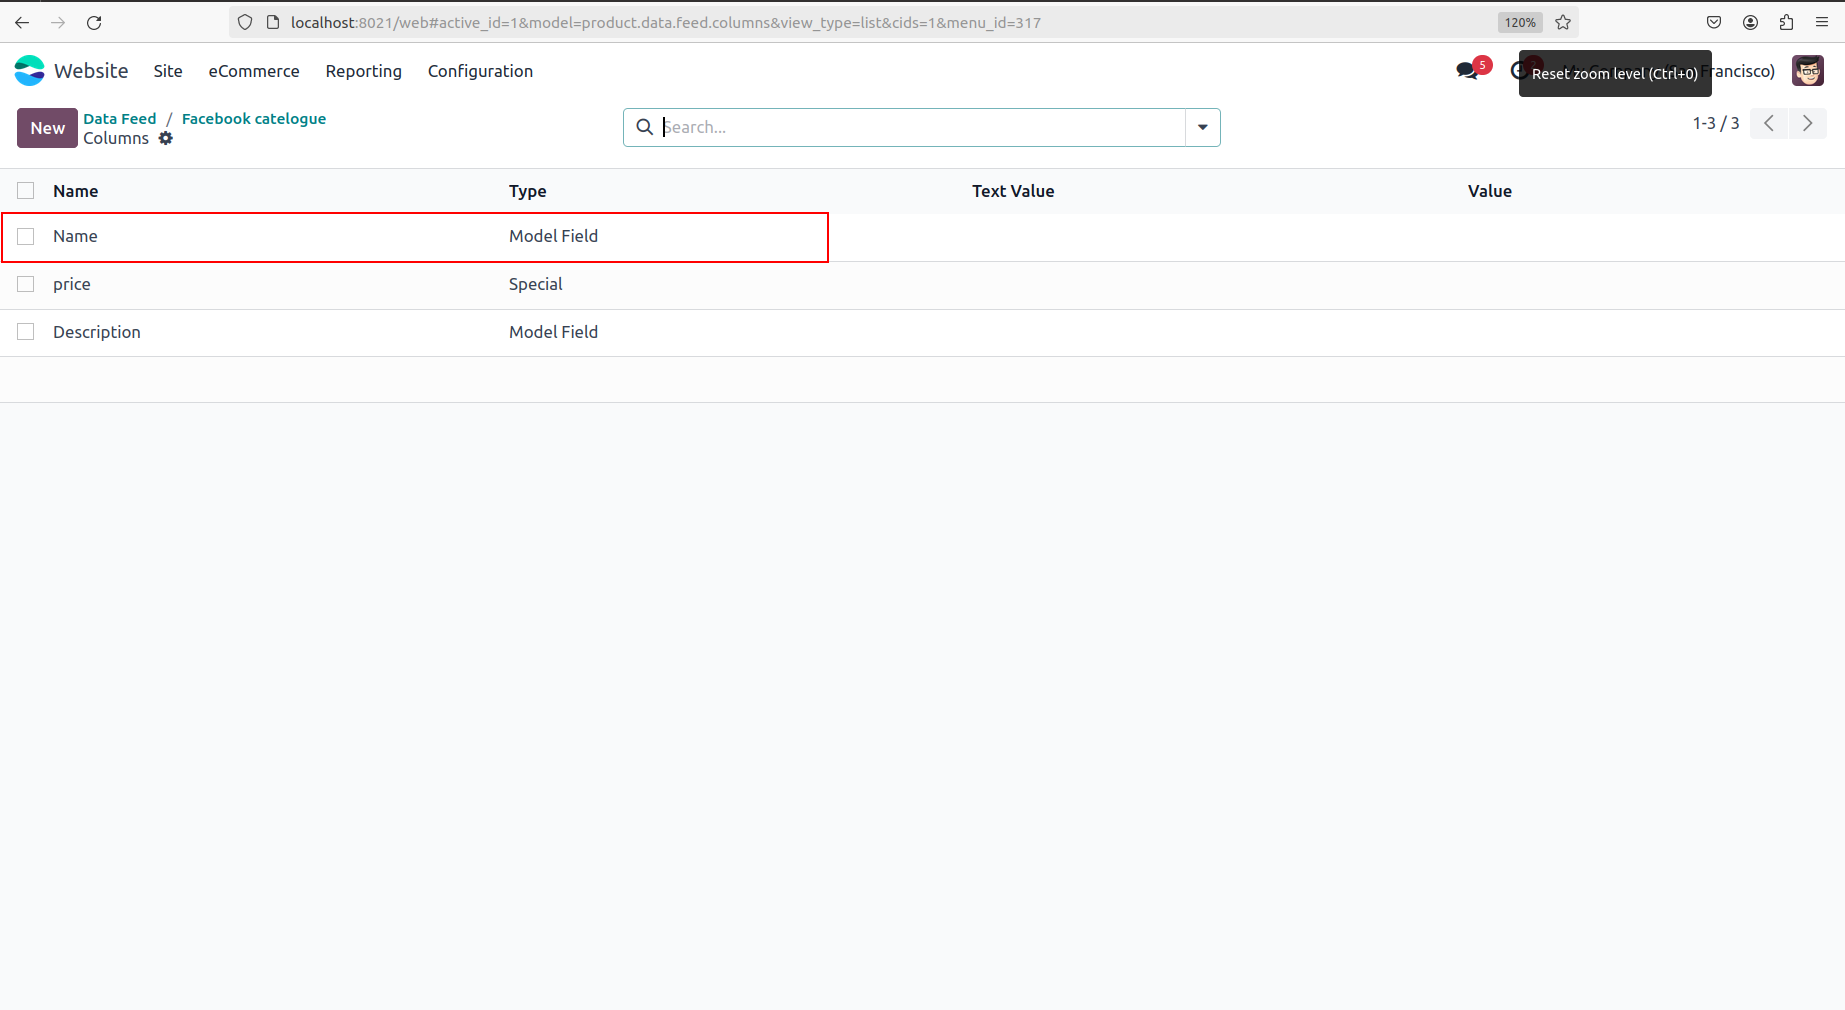 localhost:8021/web#active_id=1&model=product.data.feed.columns&view_type=list&cids=1&menu_id=317
120%
Website Site eCommerce Reporting Configuration
5
Reset zoom level (Ctrl+0)
Francisco)
New
Data Feed / Facebook catelogue
Columns
Search...
1-3 / 3
Name Type Text Value Value
Name Model Field
price Special
Description Model Field